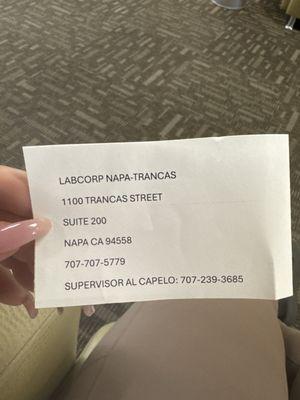 LABCORP NAPA-TRANCAS
1100 TRANCAS STREET
SUITE 200
NAPA CA 94558
707-707-5779
SUPERVISOR AL CAPELO: 707-239-3685